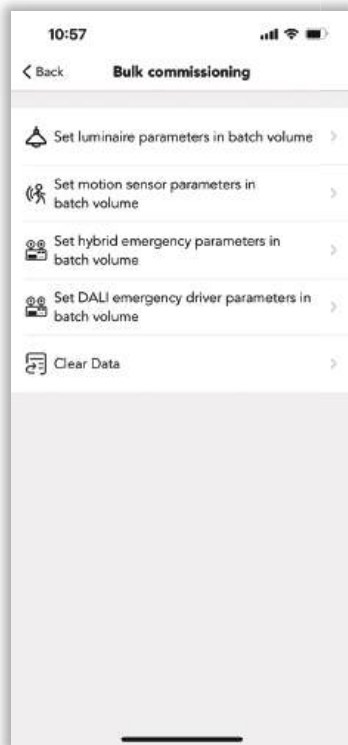 10:57
Back Bulk commissioning
Set luminaire parameters in batch volume
Set motion sensor parameters in
batch volume
Set hybrid emergency parameters in
batch volume
Set DALI emergency driver parameters in
batch volume
Clear Data